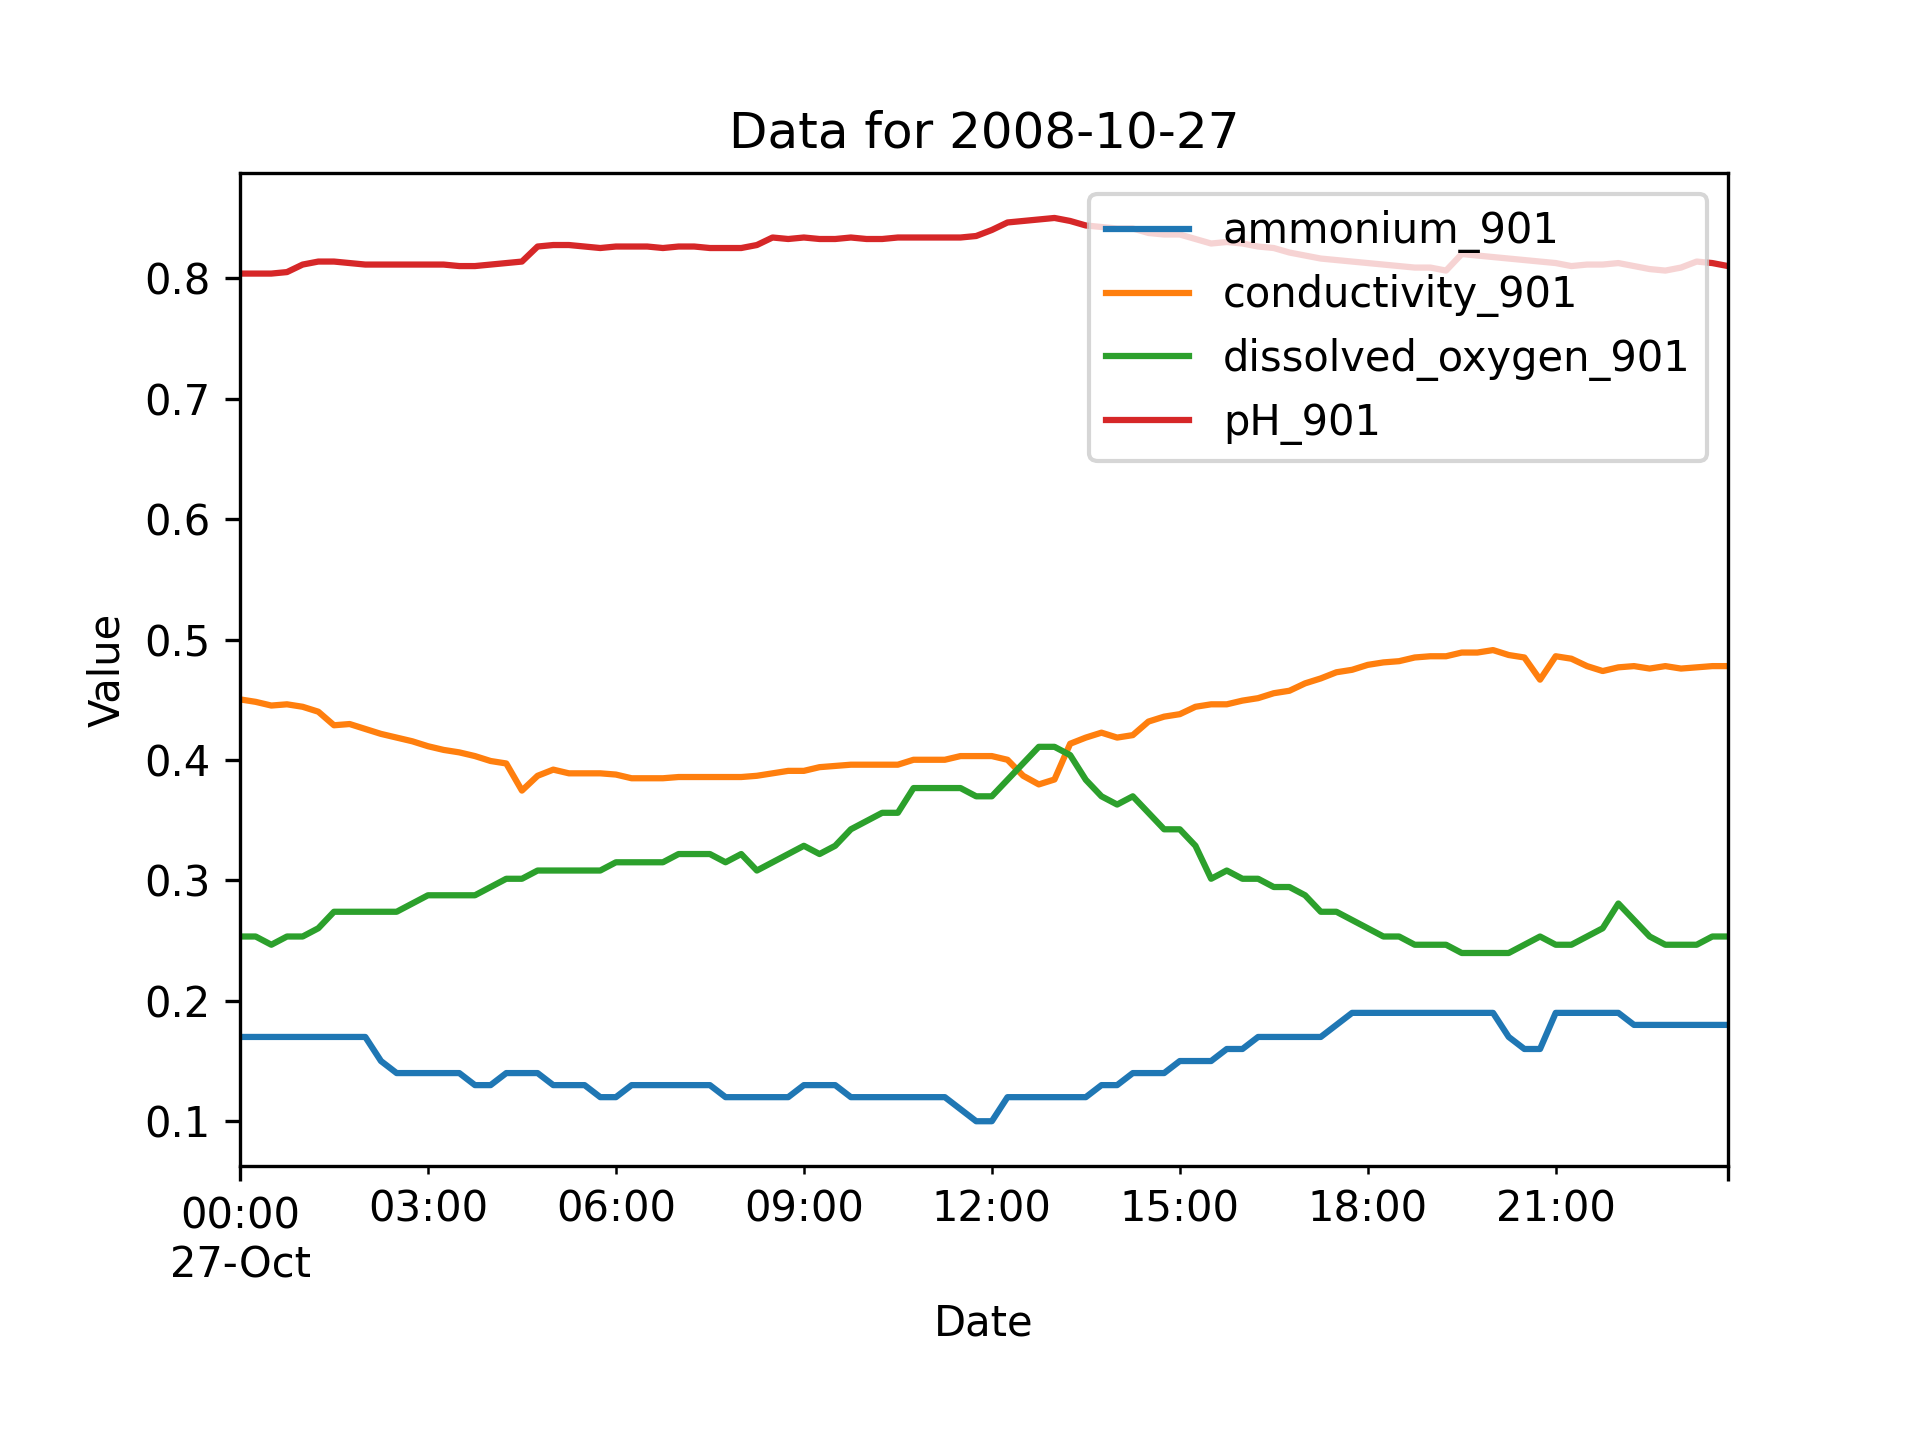 Data for 2008-10-27
ammonium_901
conductivity_901
dissolved_oxygen_901
pH_901
Value
0.8
0.7
0.6
0.5
0.4
0.3
0.2
0.1
00:00 03:00 06:00 09:00 12:00 15:00 18:00 21:00
27-Oct
Date